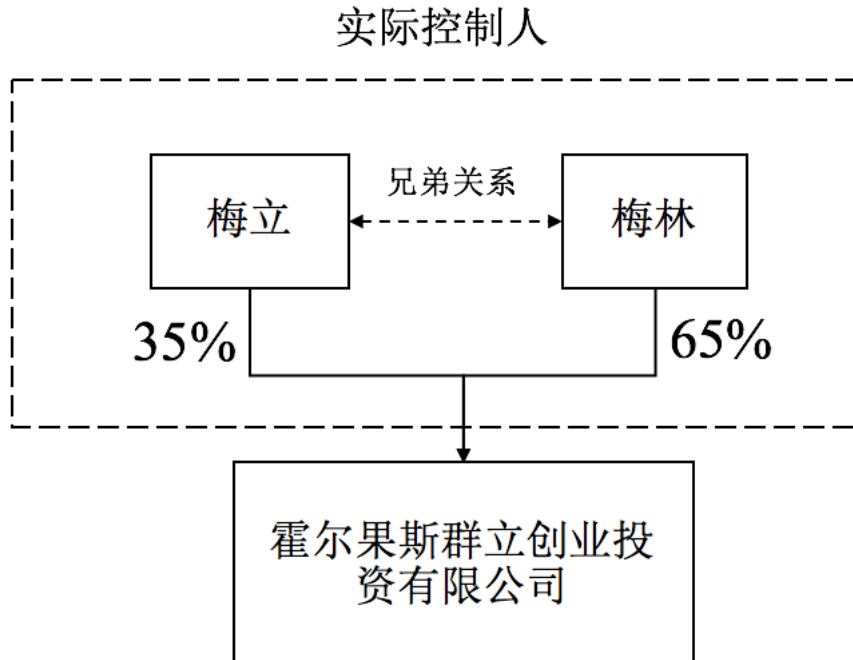 实际控制人
兄弟关系
梅立
梅林
35%
65%
霍尔果斯群立创业投
资有限公司